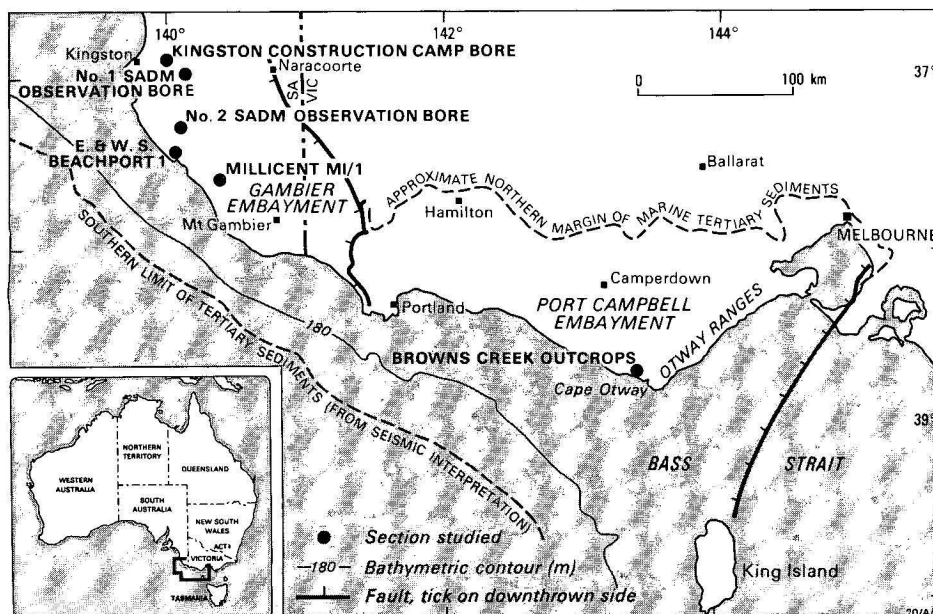 140°
142°
144°
Kingston
KINGSTON CONSTRUCTION CAMP BORE
Naracoorte
No. 1 SADM
OBSERVATION BORE
SA
VIC
0
100 km
37°
No. 2 SADM OBSERVATION BORE
E. & W. S.
BEACHPORT 1
MILLICENT MI/1
GAMBIER
EMBAYMENT
Mt Gambier
Ballarat
APPROXIMATE NORTHERN MARGIN OF MARINE TERTIARY SEDIMENTS
Hamilton
MELBOURNE
Camperdown
Portland
PORT CAMPBELL
EMBAYMENT
OTWAY RANGES
SOUTHERN LIMIT OF TERTIARY SEDIMENTS (FROM SEISMIC INTERPRETATION)
180
BROWNS CREEK OUTCROPS
Cape Otway
39°
BASS STRAIT
King Island
NORTHERN
TERRITORY
WESTERN
AUSTRALIA
QUEENSLAND
SOUTH
AUSTRALIA
NEW SOUTH
WALES
ACT
VICTORIA
TASMANIA
Section studied
—180— Bathymetric contour (m)
Fault, tick on downthrown side